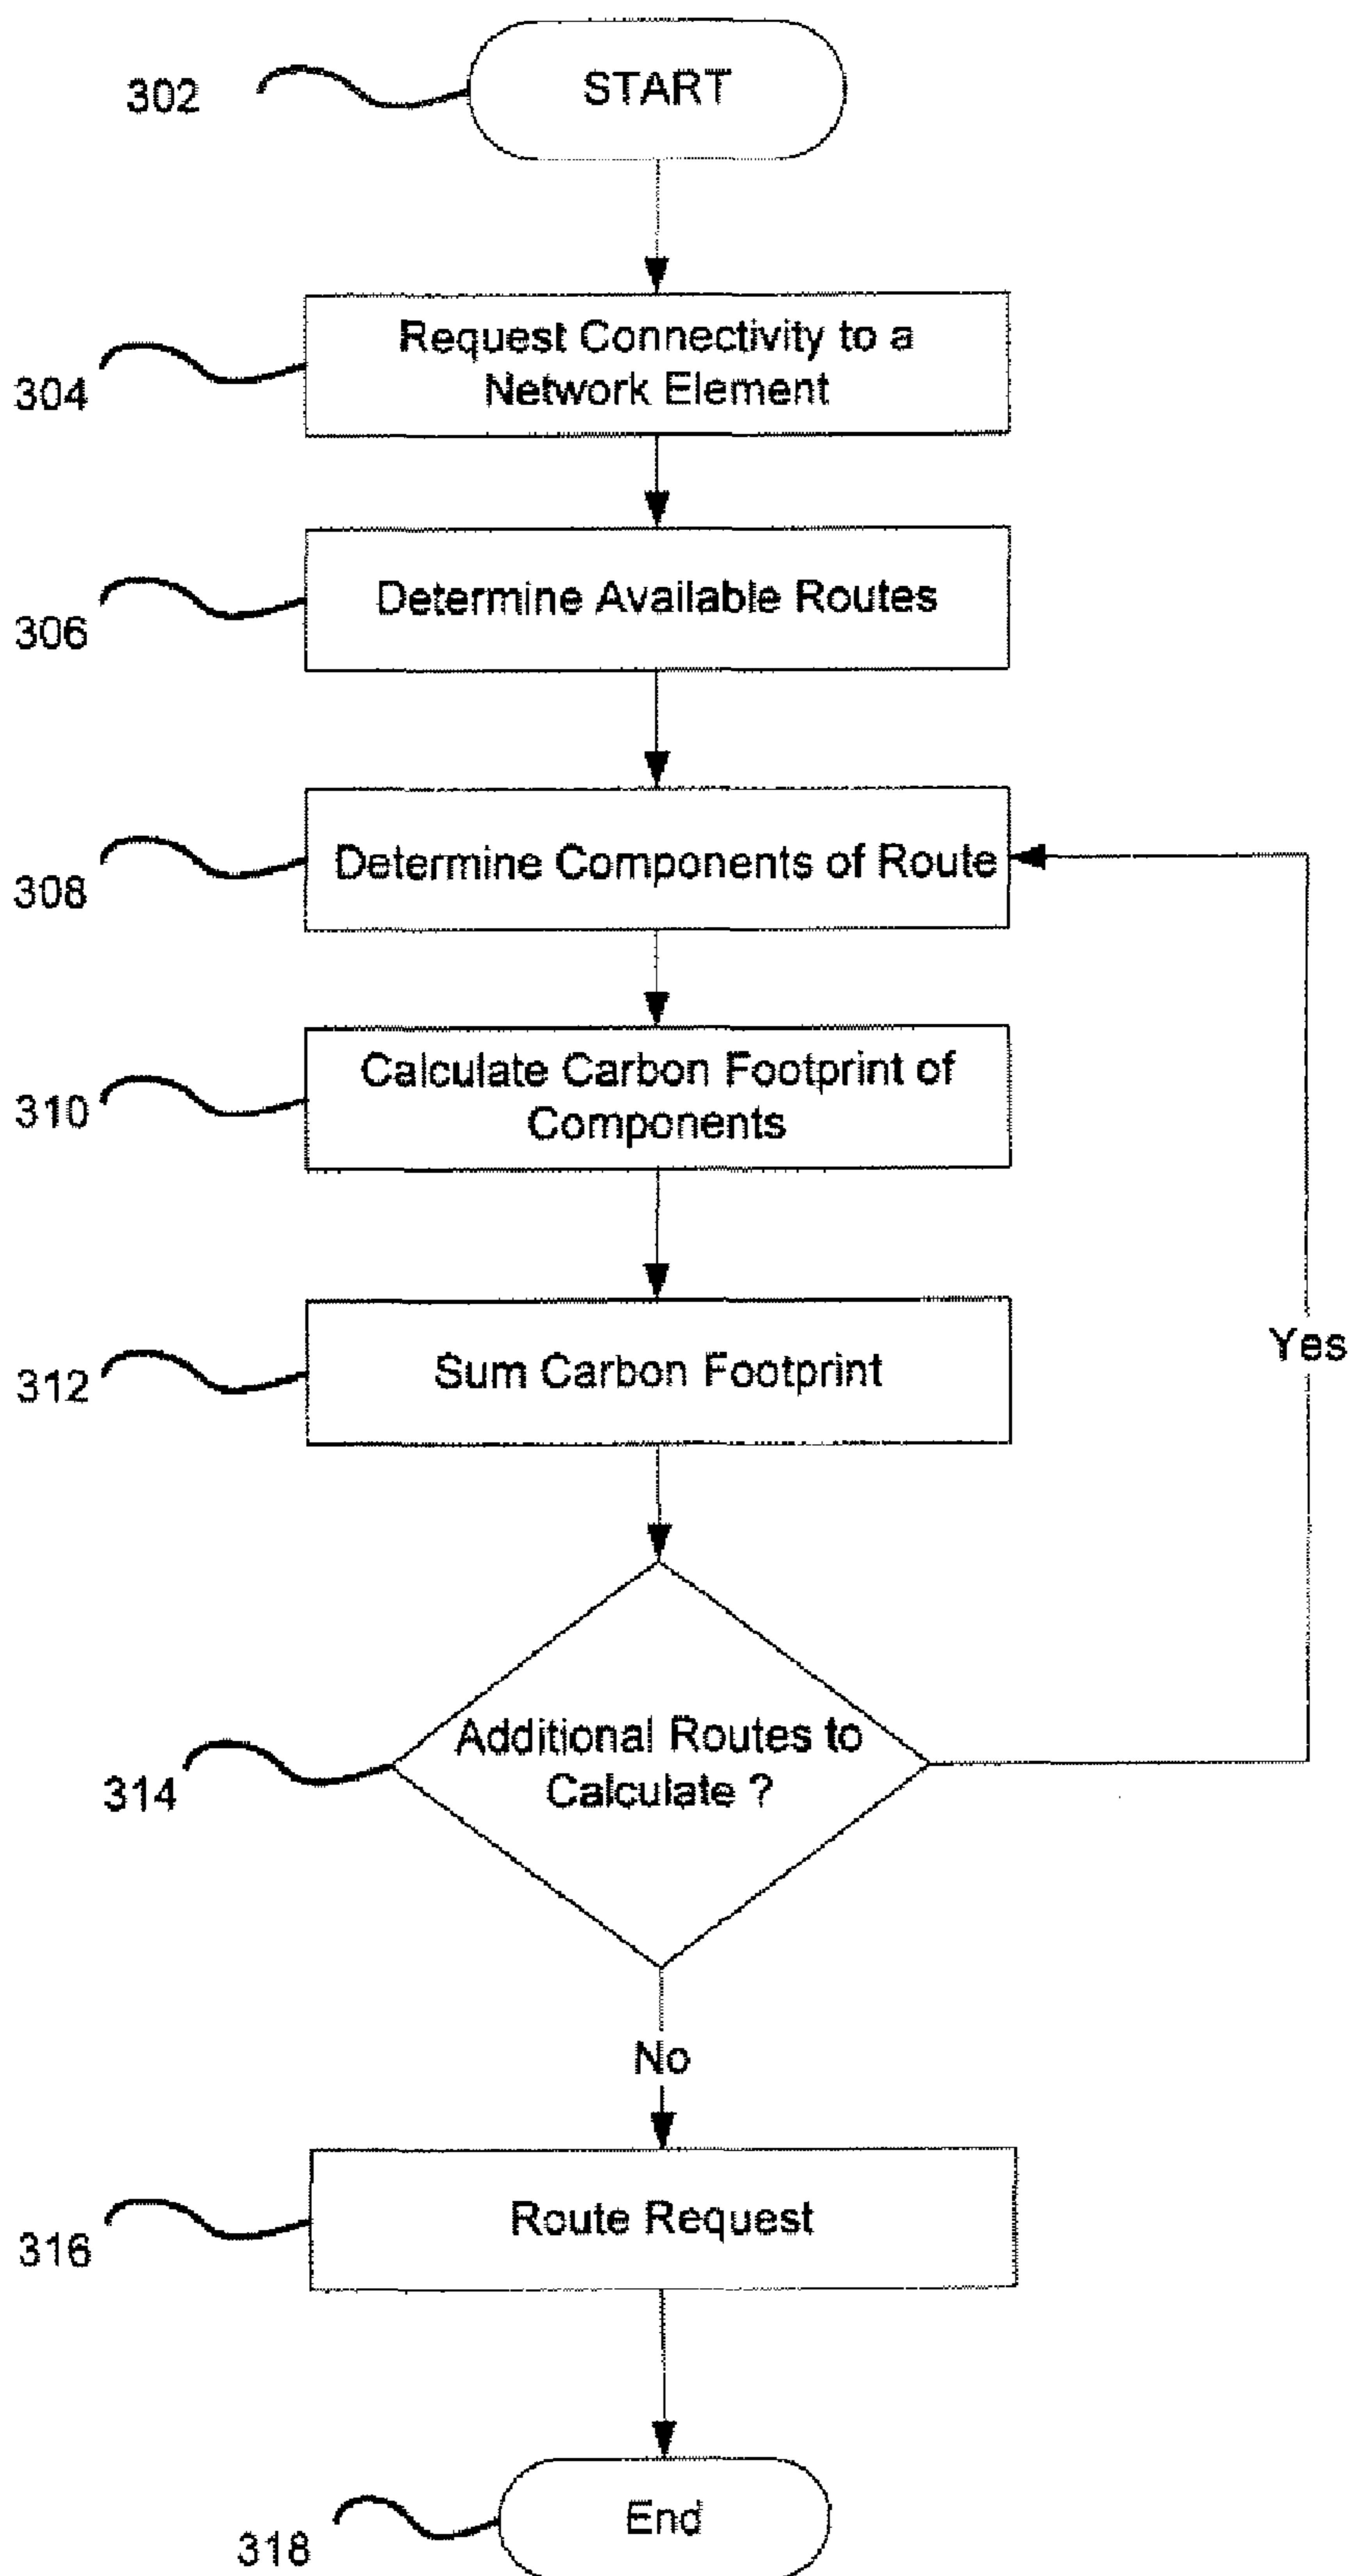 302
START
304
Request Connectivity to a
Network Element
306
Determine Available Routes
308
Determine Components of Route
310
Calculate Carbon Footprint of
Components
312
Sum Carbon Footprint
Yes
314
Additional Routes to
Calculate ?
No
316
Route Request
318
End